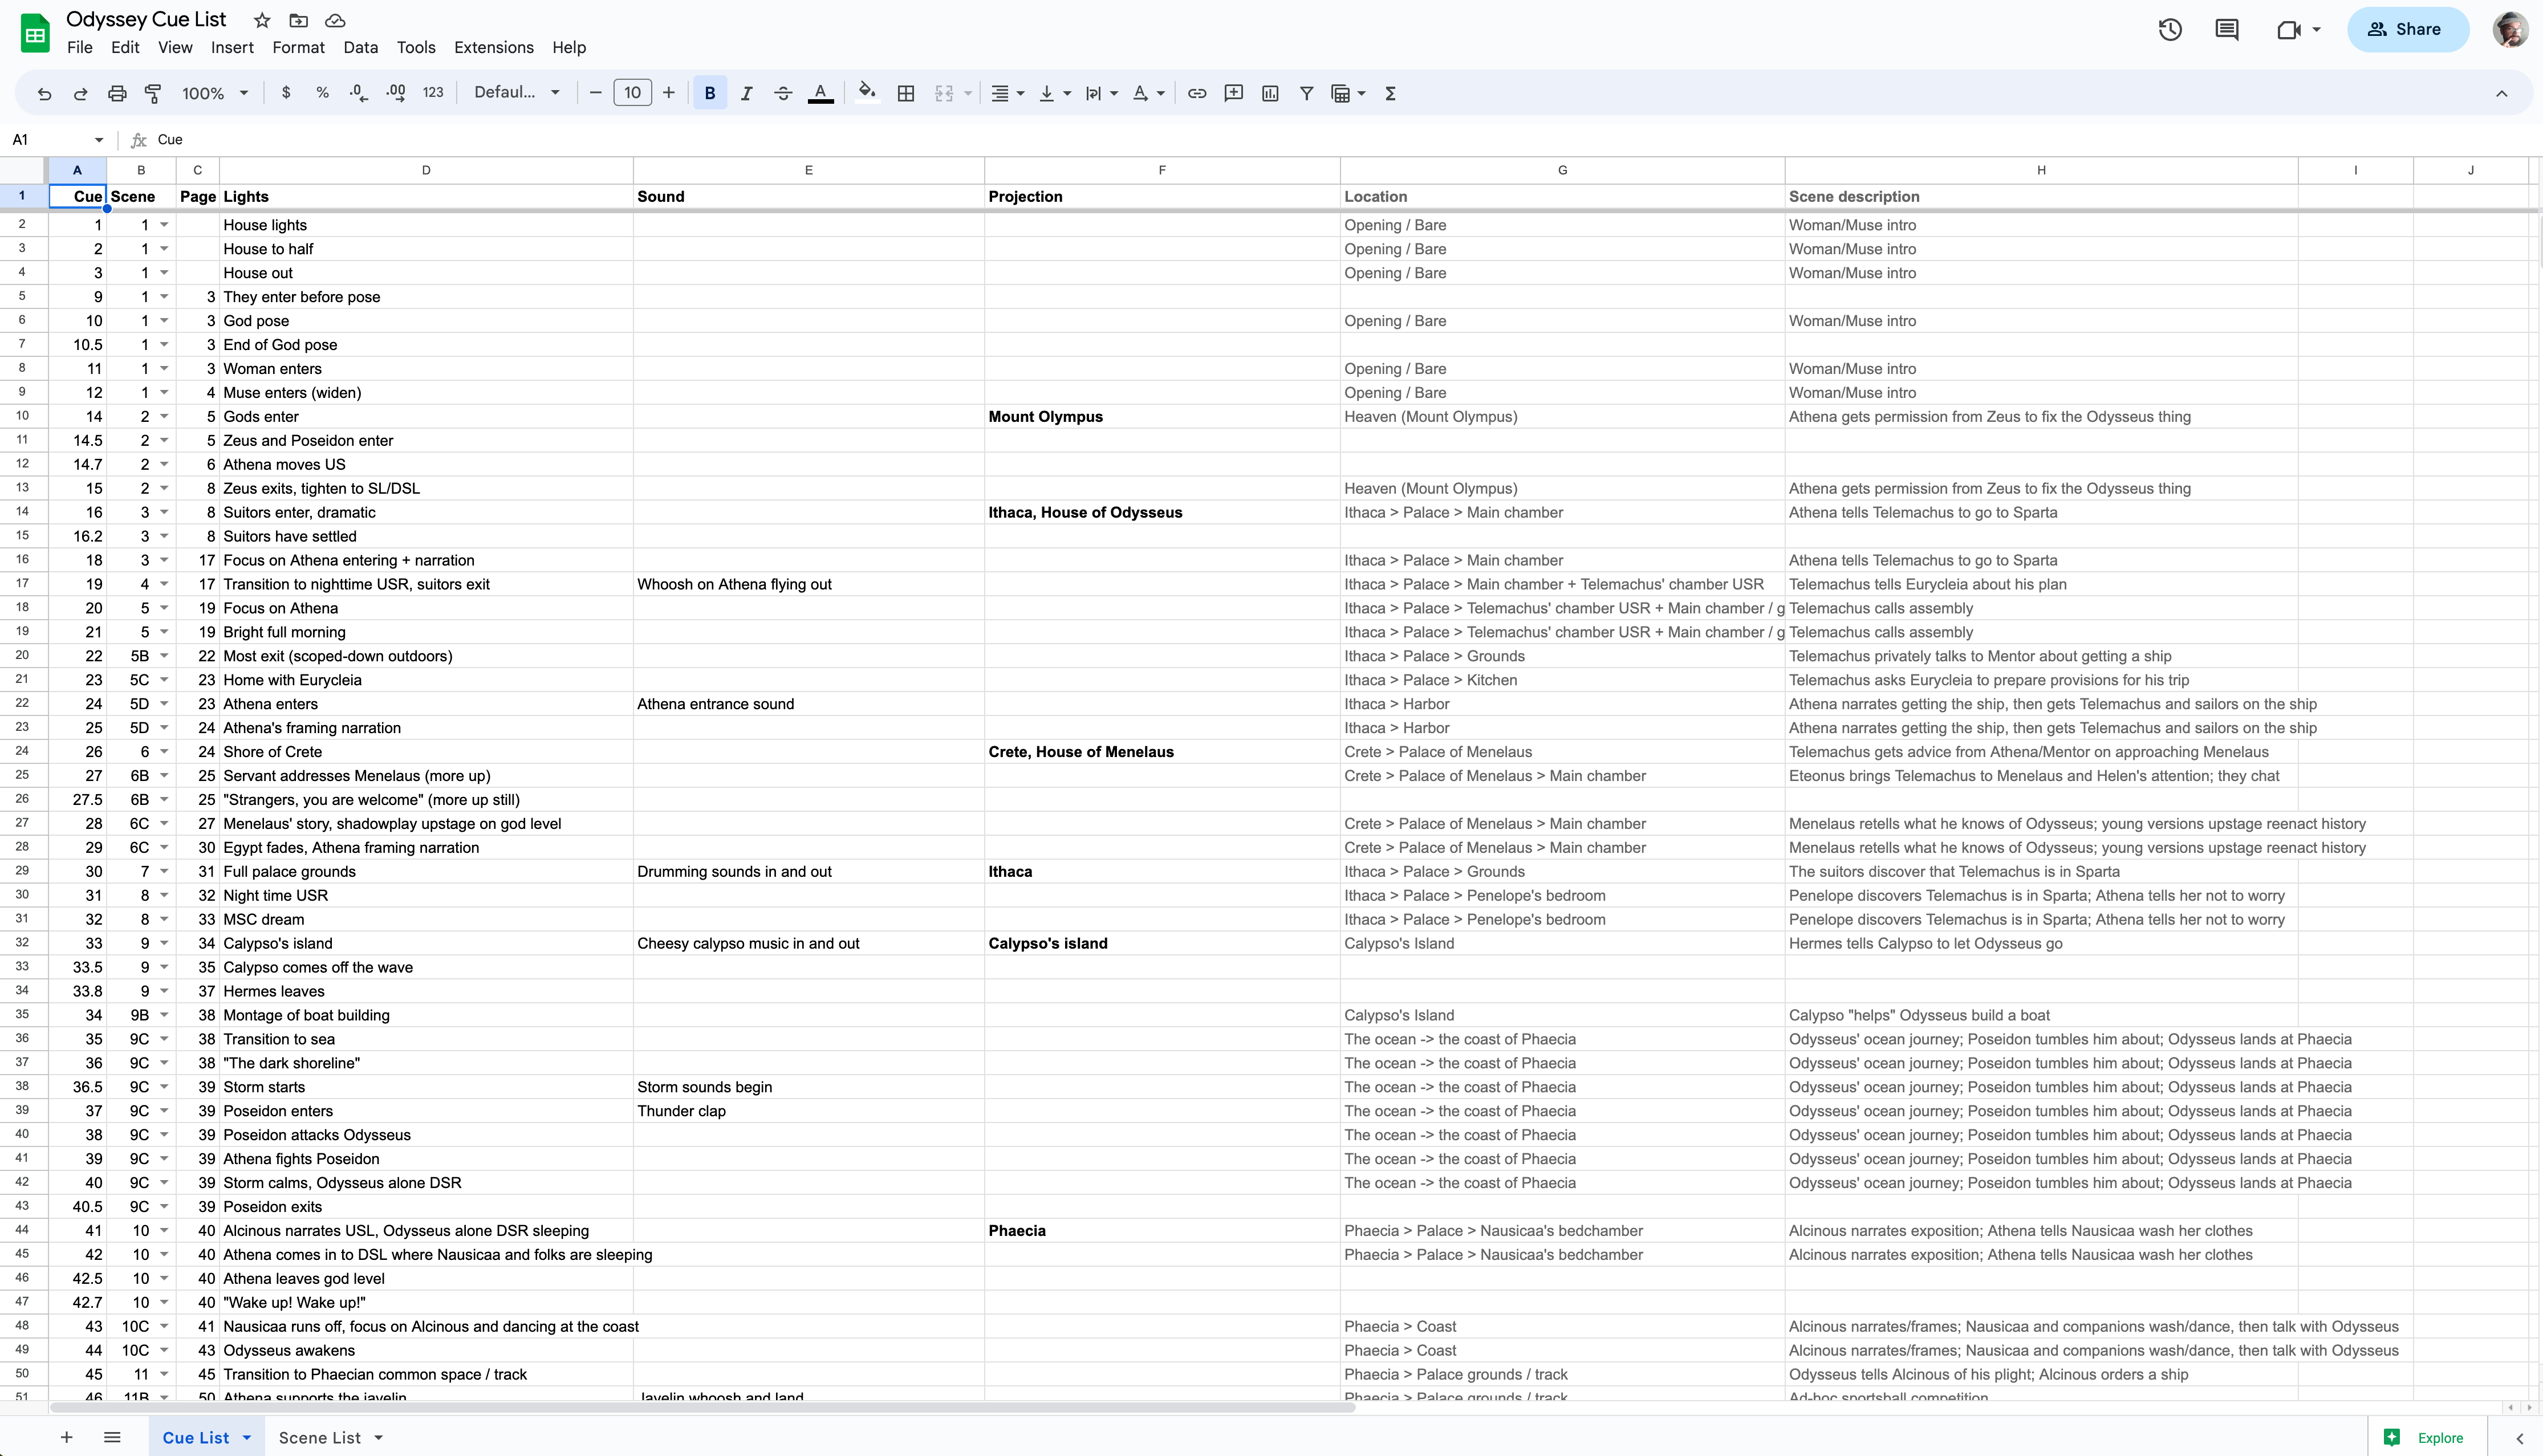 Odyssey Cue List
File Edit View Insert Format Data Tools Extensions Help
Share
100% $ % .0 .00 123 Defaul... 10 B I A
A1 fx Cue
A B C D E F G H I J
1 Cue Scene Page Lights Sound Projection Location Scene description
2 1 1 House lights Opening / Bare Woman/Muse intro
3 2 1 House to half Opening / Bare Woman/Muse intro
4 3 1 House out Opening / Bare Woman/Muse intro
5 9 1 3 They enter before pose
6 10 1 3 God pose Opening / Bare Woman/Muse intro
7 10.5 1 3 End of God pose
8 11 1 3 Woman enters Opening / Bare Woman/Muse intro
9 12 1 4 Muse enters (widen) Opening / Bare Woman/Muse intro
10 14 2 5 Gods enter Mount Olympus Heaven (Mount Olympus) Athena gets permission from Zeus to fix the Odysseus thing
11 14.5 2 5 Zeus and Poseidon enter
12 14.7 2 6 Athena moves US
13 15 2 8 Zeus exits, tighten to SL/DSL Heaven (Mount Olympus) Athena gets permission from Zeus to fix the Odysseus thing
14 16 3 8 Suitors enter, dramatic Ithaca, House of Odysseus Ithaca > Palace > Main chamber Athena tells Telemachus to go to Sparta
15 16.2 3 8 Suitors have settled
16 18 3 17 Focus on Athena entering + narration Ithaca > Palace > Main chamber Athena tells Telemachus to go to Sparta
17 19 4 17 Transition to nighttime USR, suitors exit Whoosh on Athena flying out Ithaca > Palace > Main chamber + Telemachus' chamber USR Telemachus tells Eurycleia about his plan
18 20 5 19 Focus on Athena Ithaca > Palace > Telemachus' chamber USR + Main chamber / g Telemachus calls assembly
19 21 5 19 Bright full morning Ithaca > Palace > Telemachus' chamber USR + Main chamber / g Telemachus calls assembly
20 22 5B 22 Most exit (scoped-down outdoors) Ithaca > Palace > Grounds Telemachus privately talks to Mentor about getting a ship
21 23 5C 23 Home with Eurycleia Ithaca > Palace > Kitchen Telemachus asks Eurycleia to prepare provisions for his trip
22 24 5D 23 Athena enters Athena entrance sound Ithaca > Harbor Athena narrates getting the ship, then gets Telemachus and sailors on the ship
23 25 5D 24 Athena's framing narration Ithaca > Harbor Athena narrates getting the ship, then gets Telemachus and sailors on the ship
24 26 6 24 Shore of Crete Crete, House of Menelaus Crete > Palace of Menelaus Telemachus gets advice from Athena/Mentor on approaching Menelaus
25 27 6B 25 Servant addresses Menelaus (more up) Crete > Palace of Menelaus > Main chamber Eteonus brings Telemachus to Menelaus and Helen's attention; they chat
26 27.5 6B 25 "Strangers, you are welcome" (more up still)
27 28 6C 27 Menelaus' story, shadowplay upstage on god level Crete > Palace of Menelaus > Main chamber Menelaus retells what he knows of Odysseus; young versions upstage reenact history
28 29 6C 30 Egypt fades, Athena framing narration Crete > Palace of Menelaus > Main chamber Menelaus retells what he knows of Odysseus; young versions upstage reenact history
29 30 7 31 Full palace grounds Drumming sounds in and out Ithaca Ithaca > Palace > Grounds The suitors discover that Telemachus is in Sparta
30 31 8 32 Night time USR Ithaca > Palace > Penelope's bedroom Penelope discovers Telemachus is in Sparta; Athena tells her not to worry
31 32 8 33 MSC dream Ithaca > Palace > Penelope's bedroom Penelope discovers Telemachus is in Sparta; Athena tells her not to worry
32 33 9 34 Calypso's island Cheesy calypso music in and out Calypso's island Calypso's Island Hermes tells Calypso to let Odysseus go
33 33.5 9 35 Calypso comes off the wave
34 33.8 9 37 Hermes leaves
35 34 9B 38 Montage of boat building Calypso's Island Calypso "helps" Odysseus build a boat
36 35 9C 38 Transition to sea The ocean -> the coast of Phaecia Odysseus' ocean journey; Poseidon tumbles him about; Odysseus lands at Phaecia
37 36 9C 38 "The dark shoreline" The ocean -> the coast of Phaecia Odysseus' ocean journey; Poseidon tumbles him about; Odysseus lands at Phaecia
38 36.5 9C 39 Storm starts Storm sounds begin The ocean -> the coast of Phaecia Odysseus' ocean journey; Poseidon tumbles him about; Odysseus lands at Phaecia
39 37 9C 39 Poseidon enters Thunder clap The ocean -> the coast of Phaecia Odysseus' ocean journey; Poseidon tumbles him about; Odysseus lands at Phaecia
40 38 9C 39 Poseidon attacks Odysseus The ocean -> the coast of Phaecia Odysseus' ocean journey; Poseidon tumbles him about; Odysseus lands at Phaecia
41 39 9C 39 Athena fights Poseidon The ocean -> the coast of Phaecia Odysseus' ocean journey; Poseidon tumbles him about; Odysseus lands at Phaecia
42 40 9C 39 Storm calms, Odysseus alone DSR The ocean -> the coast of Phaecia Odysseus' ocean journey; Poseidon tumbles him about; Odysseus lands at Phaecia
43 40.5 9C 39 Poseidon exits
44 41 10 40 Alcinous narrates USL, Odysseus alone DSR sleeping Phaecia Phaecia > Palace > Nausicaa's bedchamber Alcinous narrates exposition; Athena tells Nausicaa wash her clothes
45 42 10 40 Athena comes in to DSL where Nausicaa and folks are sleeping Phaecia > Palace > Nausicaa's bedchamber Alcinous narrates exposition; Athena tells Nausicaa wash her clothes
46 42.5 10 40 Athena leaves god level
47 42.7 10 40 "Wake up! Wake up!"
48 43 10C 41 Nausicaa runs off, focus on Alcinous and dancing at the coast Phaecia > Coast Alcinous narrates/frames; Nausicaa and companions wash/dance, then talk with Odysseus
49 44 10C 43 Odysseus awakens Phaecia > Coast Alcinous narrates/frames; Nausicaa and companions wash/dance, then talk with Odysseus
50 45 11 45 Transition to Phaecian common space / track Phaecia > Palace grounds / track Odysseus tells Alcinous of his plight; Alcinous orders a ship
51 46 11B 50 Athena supports the javelin Javelin whoosh and land Phaecia > Palace grounds / track Ad-hoc sportsball competition
Cue List Scene List Explore